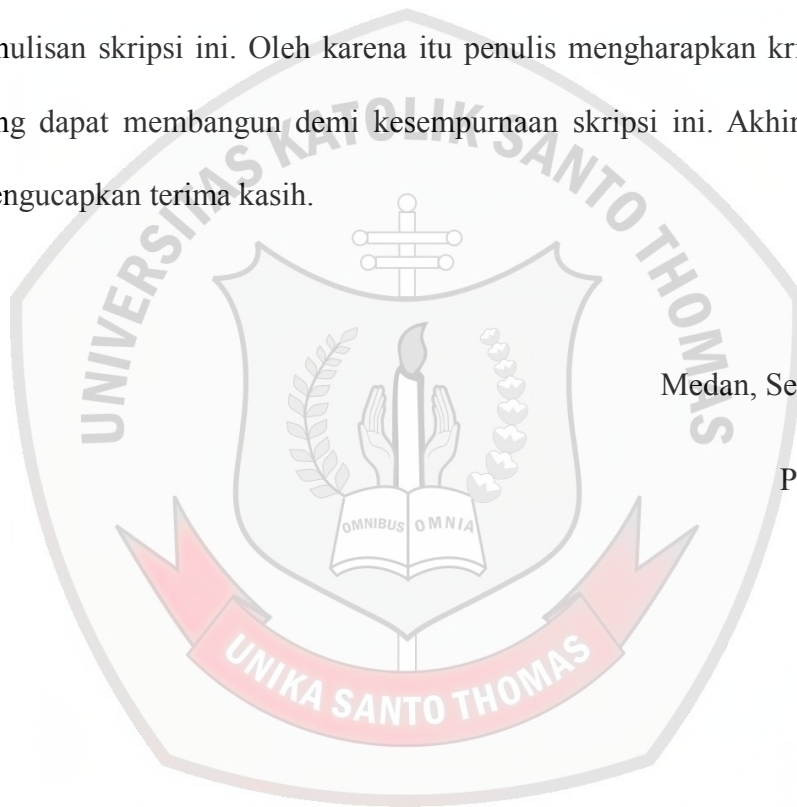 nulisan skripsi ini. Oleh karena itu penulis mengharapkan kri
ng dapat membangun demi kesempurnaan skripsi ini. Akhir
engucapkan terima kasih.
UNIVERSITAS KATOLIK SANTO THOMAS
Medan, Se
P
OMNIBUS OMNIA
UNIKA SANTO THOMAS